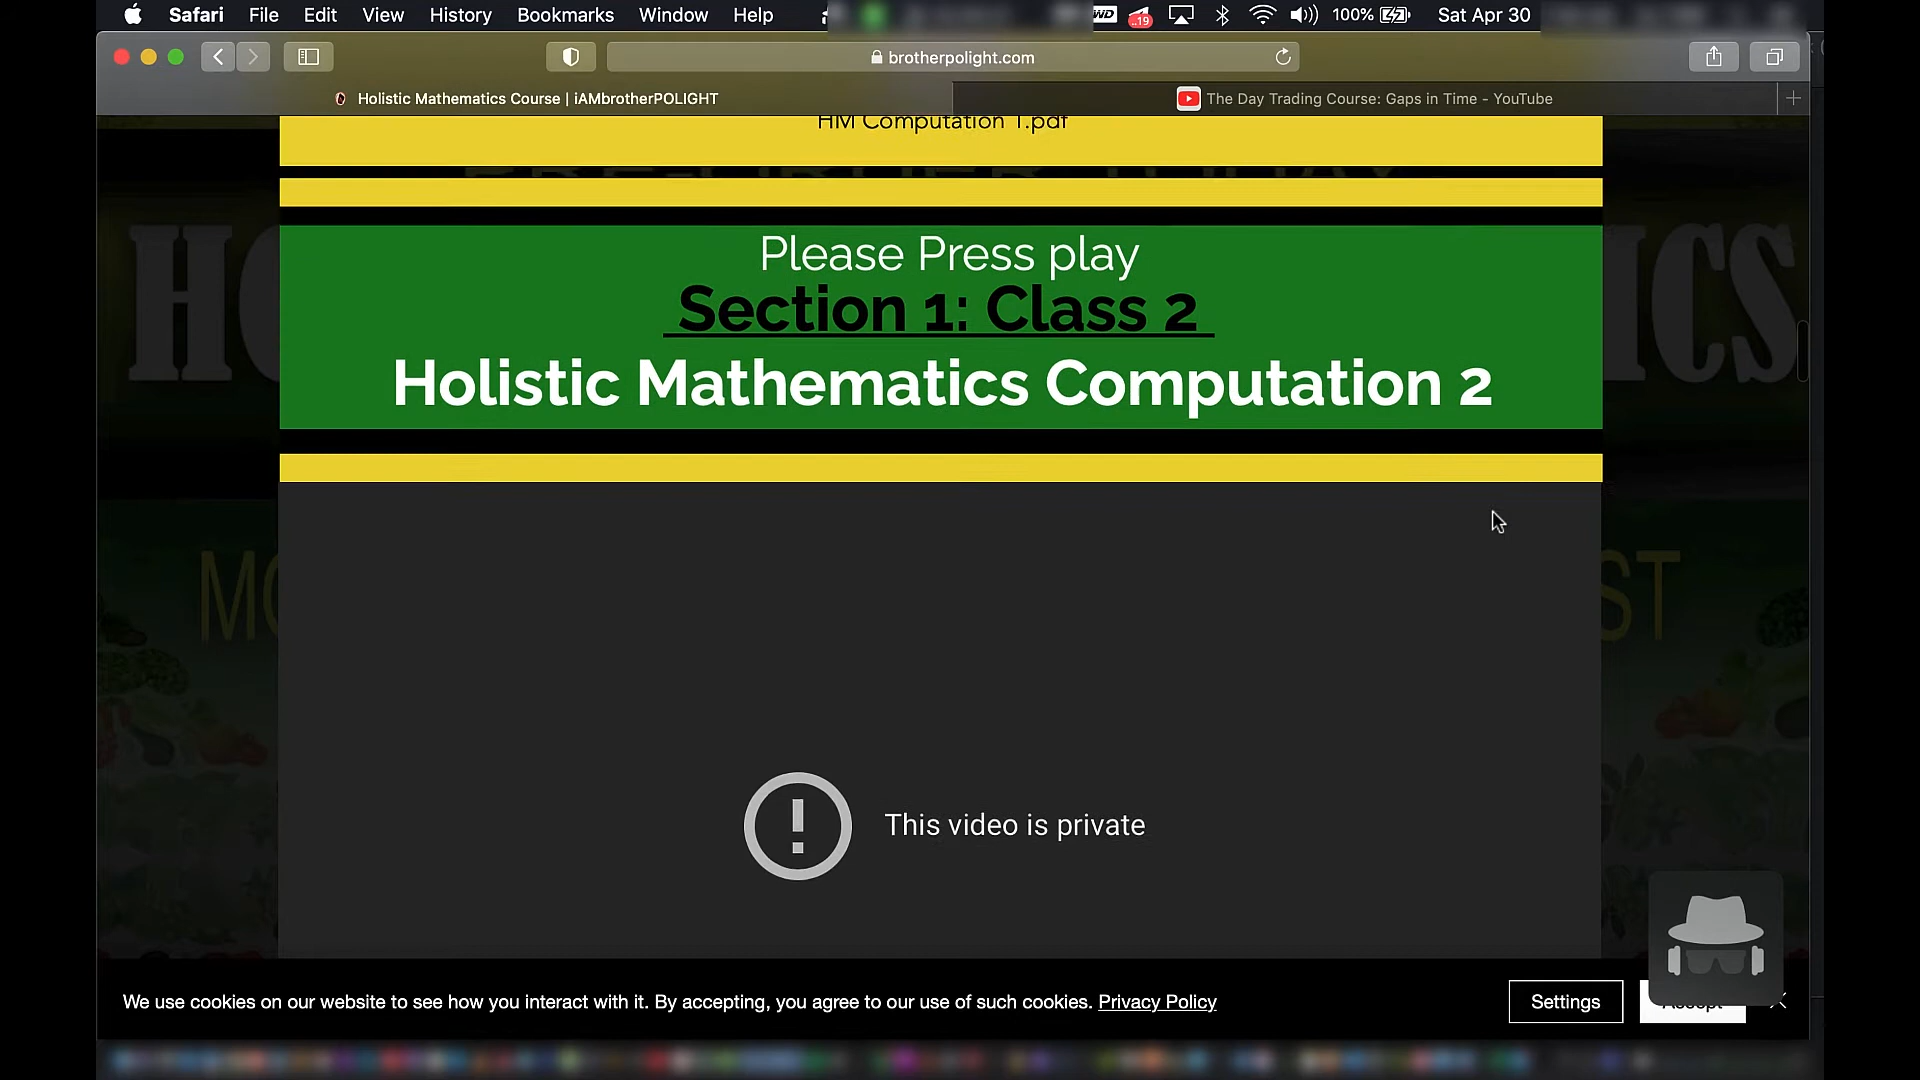 Safari File Edit View History Bookmarks Window Help WD ..19 100% Sat Apr 30
brotherpolight.com
Holistic Mathematics Course | iAMbrotherPOLIGHT
The Day Trading Course: Gaps in Time - YouTube
HM Computation 1.pdf
Please Press play
Section 1: Class 2
Holistic Mathematics Computation 2
This video is private
We use cookies on our website to see how you interact with it. By accepting, you agree to our use of such cookies. Privacy Policy
Settings
Accept